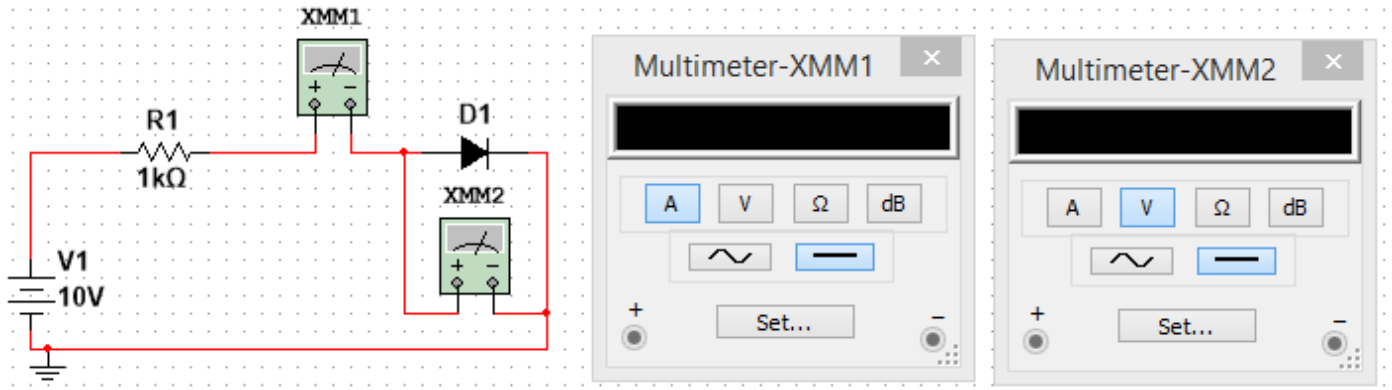 XMM1
+ −
R1
1kΩ
D1
XMM2
+ −
V1
10V
Multimeter-XMM1 ×
A V Ω dB
+ −
Set...
Multimeter-XMM2 ×
A V Ω dB
+ −
Set...